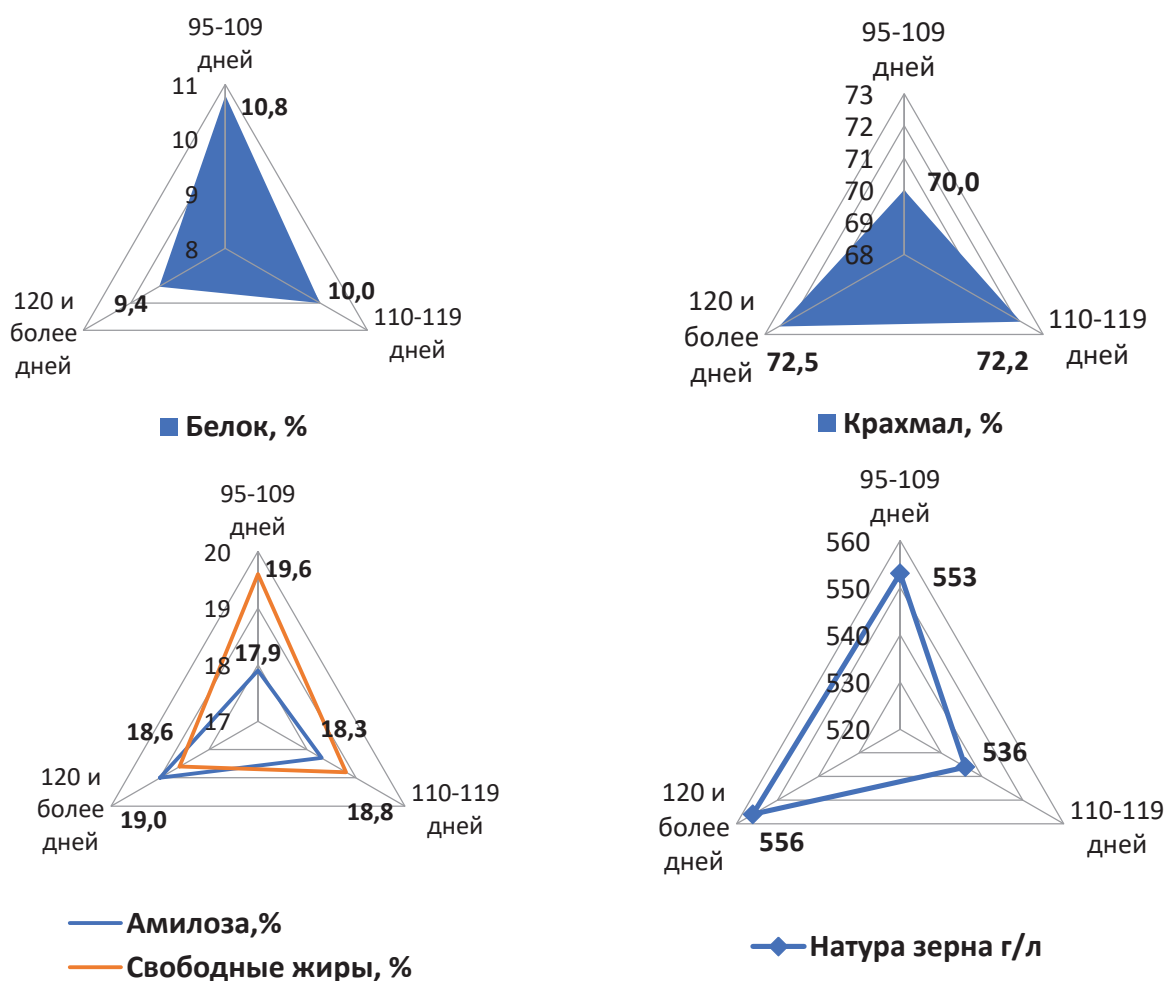 95-109
дней
11
10,8
10
9
8
10,0
9,4
120 и
более
дней
110-119
дней
Белок, %
95-109
дней
73
72
71
70
70,0
69
68
120 и
более
дней
110-119
дней
72,5
72,2
Крахмал, %
95-109
дней
20
19,6
19
17,9
18
17
18,6
18,3
120 и
более
дней
110-119
дней
19,0
18,8
Амилоза,%
Свободные жиры, %
95-109
дней
560
553
550
540
530
520
536
120 и
более
дней
110-119
дней
556
Натура зерна г/л